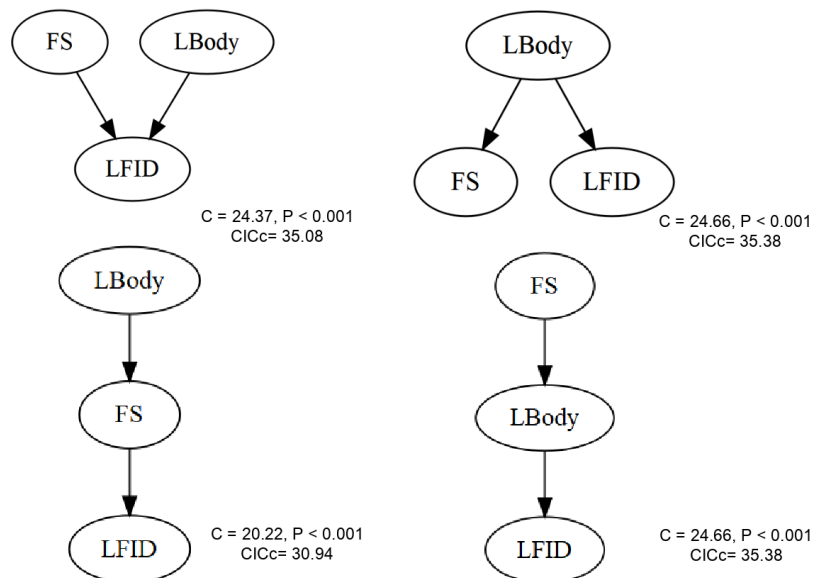 FS
LBody
LFID
C = 24.37, P < 0.001
CICc= 35.08
LBody
FS
LFID
C = 24.66, P < 0.001
CICc= 35.38
LBody
FS
LFID
C = 20.22, P < 0.001
CICc= 30.94
FS
LBody
LFID
C = 24.66, P < 0.001
CICc= 35.38